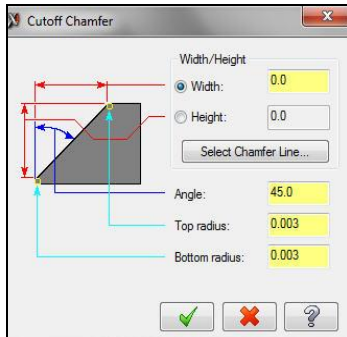 Cutoff Chamfer
Width/Height
Width: 0.0
Height: 0.0
Select Chamfer Line...
Angle: 45.0
Top radius: 0.003
Bottom radius: 0.003